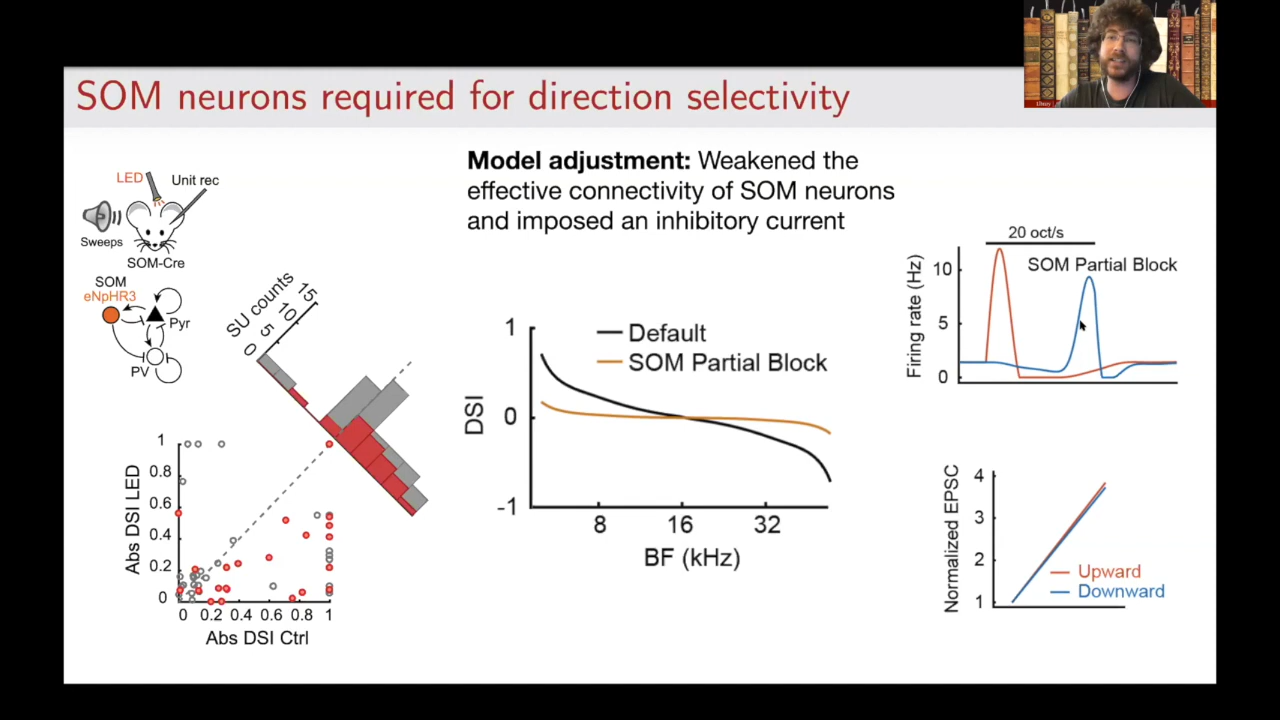 SOM neurons required for direction selectivity
LED
Unit rec
Sweeps
SOM-Cre
SOM
eNpHR3
Pyr
PV
SU counts
0
5
10
15
1
0.8
0.6
0.4
0.2
0
Abs DSI LED
0 0.2 0.4 0.6 0.8 1
Abs DSI Ctrl
Model adjustment: Weakened the
effective connectivity of SOM neurons
and imposed an inhibitory current
1
0
-1
DSI
Default
SOM Partial Block
8 16 32
BF (kHz)
20 oct/s
SOM Partial Block
10
5
0
Firing rate (Hz)
4
3
2
1
Normalized EPSC
Upward
Downward